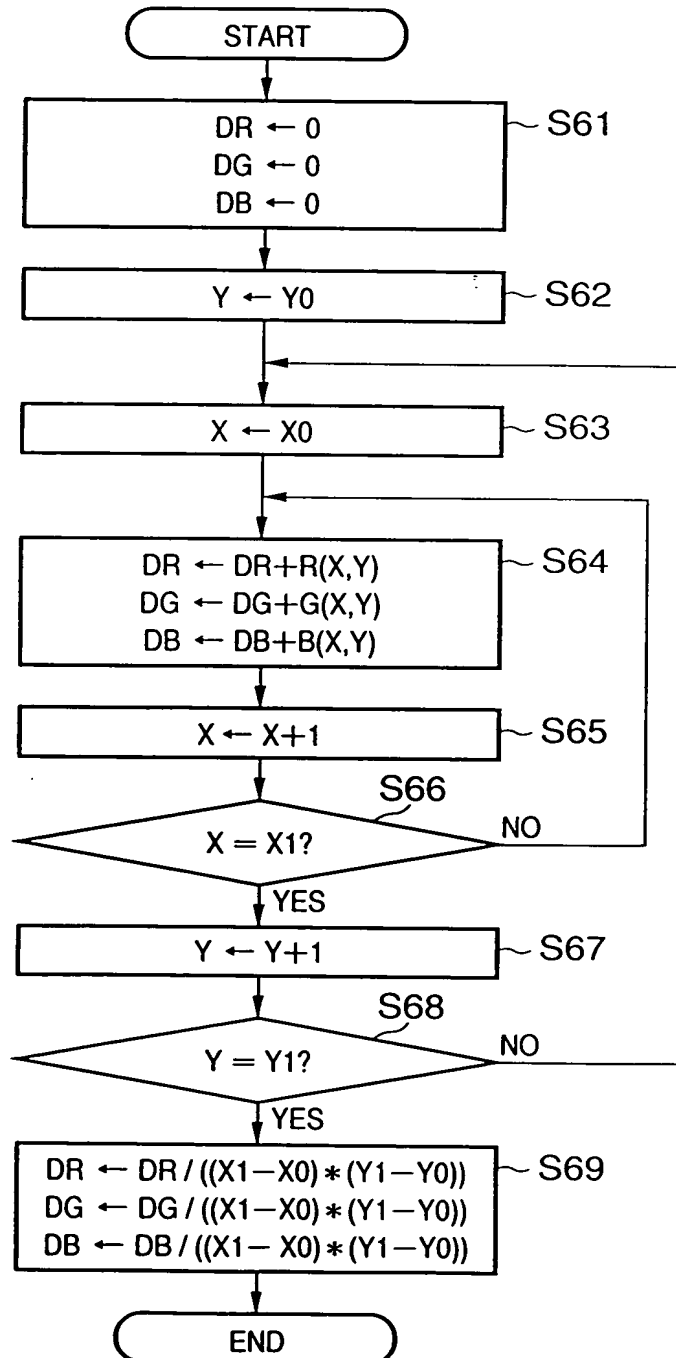 START
DR ← 0
DG ← 0
DB ← 0
S61
Y ← Y0
S62
X ← X0
S63
DR ← DR+R(X,Y)
DG ← DG+G(X,Y)
DB ← DB+B(X,Y)
S64
X ← X+1
S65
S66
X = X1?
NO
YES
Y ← Y+1
S67
S68
Y = Y1?
NO
YES
DR ← DR/((X1−X0)*(Y1−Y0))
DG ← DG/((X1−X0)*(Y1−Y0))
DB ← DB/((X1−X0)*(Y1−Y0))
S69
END